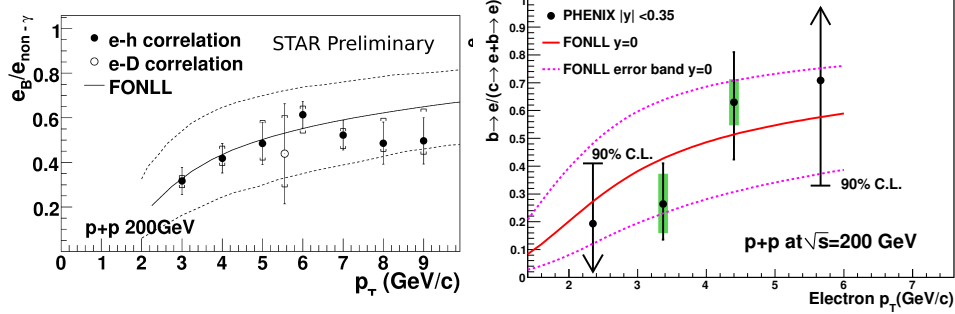 e_B/e_non - γ
1
0.8
0.6
0.4
0.2
0
e-h correlation
e-D correlation
FONLL
STAR Preliminary
p+p 200GeV
0 1 2 3 4 5 6 7 8 9
p_T (GeV/c)
b→ e/(c→ e+b→ e)
1
0.9
0.8
0.7
0.6
0.5
0.4
0.3
0.2
0.1
0
PHENIX |y| <0.35
FONLL y=0
FONLL error band y=0
90% C.L.
90% C.L.
p+p at√s=200 GeV
2 3 4 5 6 7
Electron p_T(GeV/c)